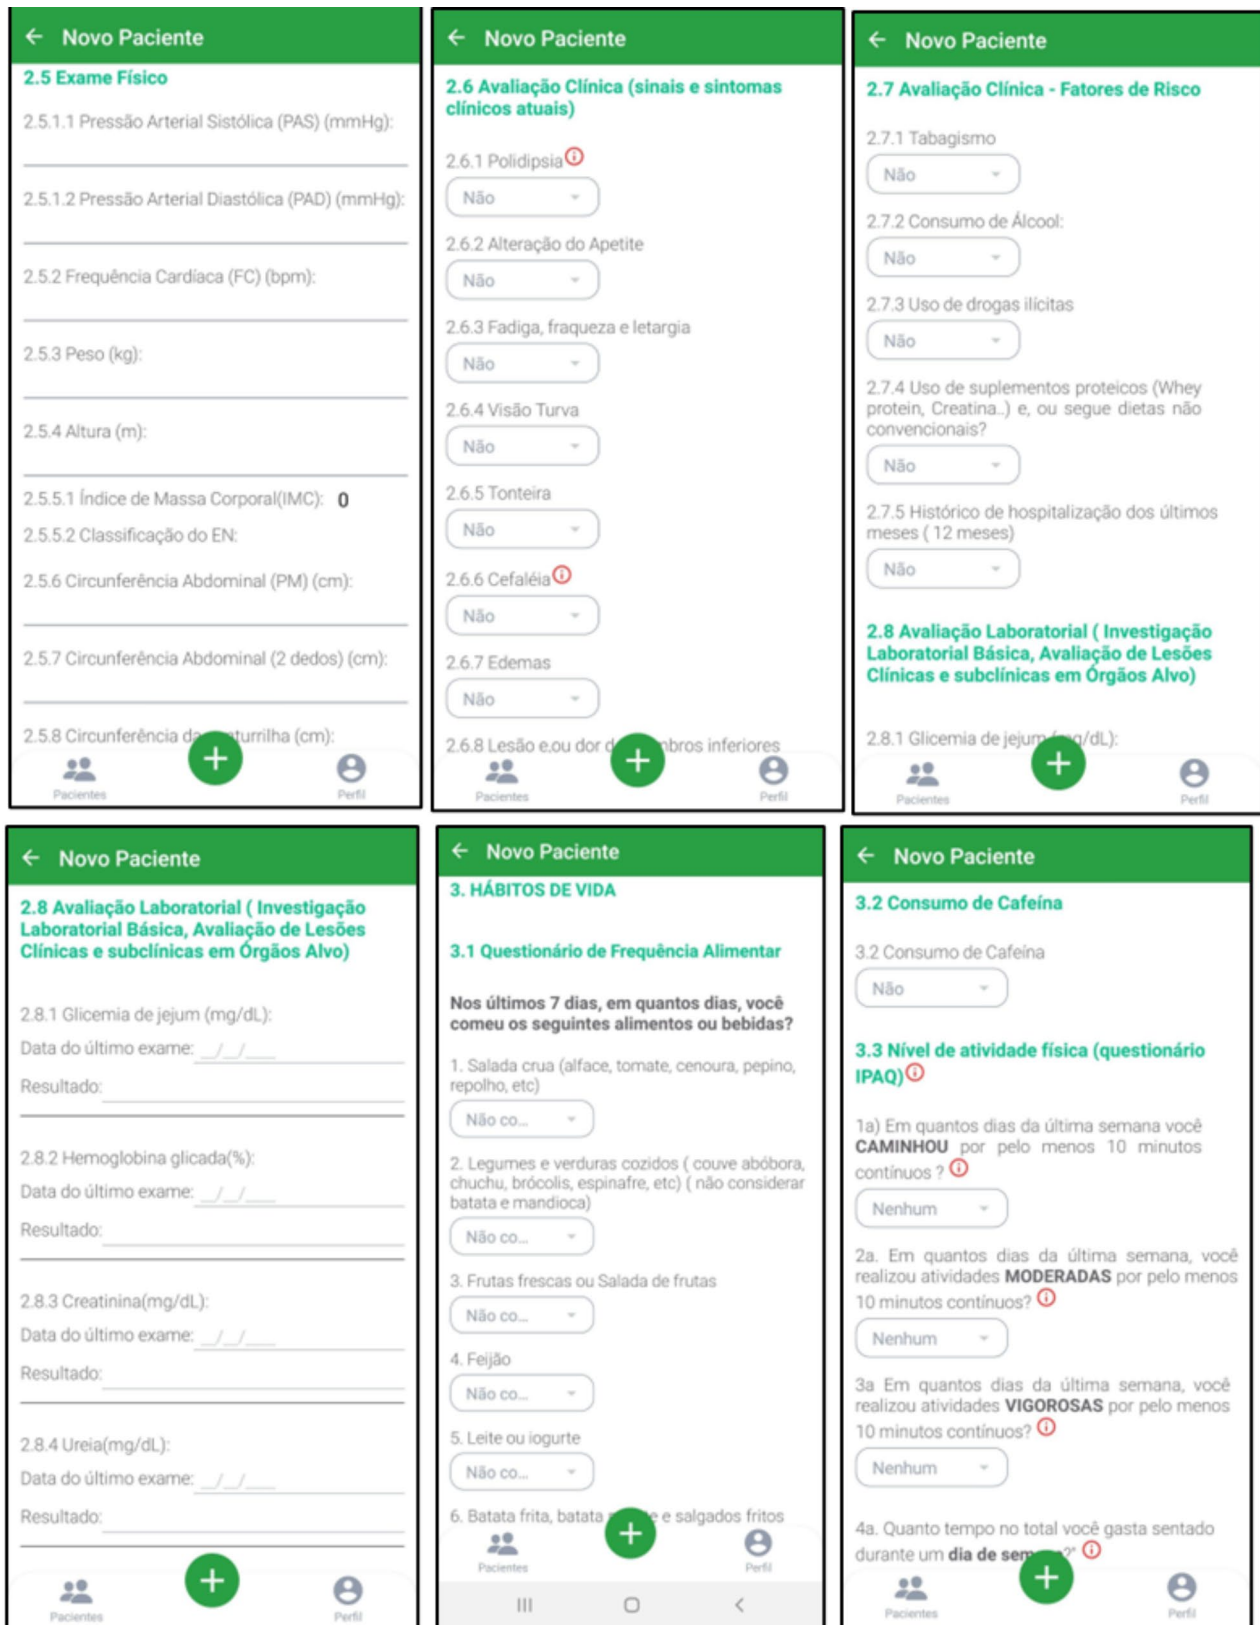 ← Novo Paciente
2.5 Exame Físico
2.5.1.1 Pressão Arterial Sistólica (PAS) (mmHg):
2.5.1.2 Pressão Arterial Diastólica (PAD) (mmHg):
2.5.2 Frequência Cardíaca (FC) (bpm):
2.5.3 Peso (kg):
2.5.4 Altura (m):
2.5.5.1 Índice de Massa Corporal(IMC): 0
2.5.5.2 Classificação do EN:
2.5.6 Circunferência Abdominal (PM) (cm):
2.5.7 Circunferência Abdominal (2 dedos) (cm):
2.5.8 Circunferência (cm):
Pacientes
Perfil
← Novo Paciente
2.6 Avaliação Clínica (sinais e sintomas
clínicos atuais)
2.6.1 Polidipsia
Não
2.6.2 Alteração do Apetite
Não
2.6.3 Fadiga, fraqueza e letargia
Não
2.6.4 Visão Turva
Não
2.6.5 Tonteira
Não
2.6.6 Cefaléia
Não
2.6.7 Edemas
Não
2.6.8 Lesão e,ou dor inferiores
Pacientes
Perfil
← Novo Paciente
2.7 Avaliação Clínica - Fatores de Risco
2.7.1 Tabagismo
Não
2.7.2 Consumo de Álcool:
Não
2.7.3 Uso de drogas ilícitas
Não
2.7.4 Uso de suplementos proteicos (Whey
protein, Creatina..) e, ou segue dietas não
convencionais?
Não
2.7.5 Histórico de hospitalização dos últimos
meses ( 12 meses)
Não
2.8 Avaliação Laboratorial ( Investigação
Laboratorial Básica, Avaliação de Lesões
Clínicas e subclínicas em Órgãos Alvo)
2.8.1 Glicemia de jejum (mg/dL):
Pacientes
Perfil
← Novo Paciente
2.8 Avaliação Laboratorial ( Investigação
Laboratorial Básica, Avaliação de Lesões
Clínicas e subclínicas em Órgãos Alvo)
2.8.1 Glicemia de jejum (mg/dL):
Data do último exame: __/__/____
Resultado:
2.8.2 Hemoglobina glicada(%):
Data do último exame: __/__/____
Resultado:
2.8.3 Creatinina(mg/dL):
Data do último exame: __/__/____
Resultado:
2.8.4 Ureia(mg/dL):
Data do último exame: __/__/____
Resultado:
Pacientes
Perfil
← Novo Paciente
3. HÁBITOS DE VIDA
3.1 Questionário de Frequência Alimentar
Nos últimos 7 dias, em quantos dias, você
comeu os seguintes alimentos ou bebidas?
1. Salada crua (alface, tomate, cenoura, pepino,
repolho, etc)
Não co...
2. Legumes e verduras cozidos ( couve abóbora,
chuchu, brócolis, espinafre, etc) ( não considerar
batata e mandioca)
Não co...
3. Frutas frescas ou Salada de frutas
Não co...
4. Feijão
Não co...
5. Leite ou iogurte
Não co...
6. Batata frita, batata e salgados fritos
Pacientes
Perfil
← Novo Paciente
3.2 Consumo de Cafeína
3.2 Consumo de Cafeína
Não
3.3 Nível de atividade física (questionário
IPAQ)
1a) Em quantos dias da última semana você
CAMINHOU por pelo menos 10 minutos
contínuos ?
Nenhum
2a. Em quantos dias da última semana, você
realizou atividades MODERADAS por pelo menos
10 minutos contínuos?
Nenhum
3a Em quantos dias da última semana, você
realizou atividades VIGOROSAS por pelo menos
10 minutos contínuos?
Nenhum
4a. Quanto tempo no total você gasta sentado
durante um dia de semana?"
Pacientes
Perfil